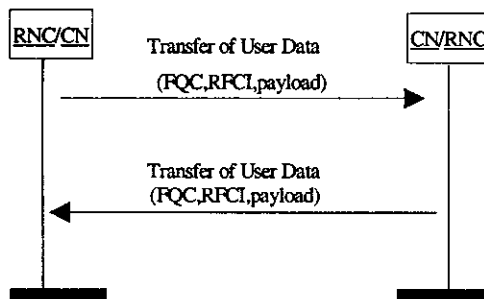 RNC/CN
CN/RNC
Transfer of User Data
(FQC,RFCI,payload)
Transfer of User Data
(FQC,RFCI,payload)